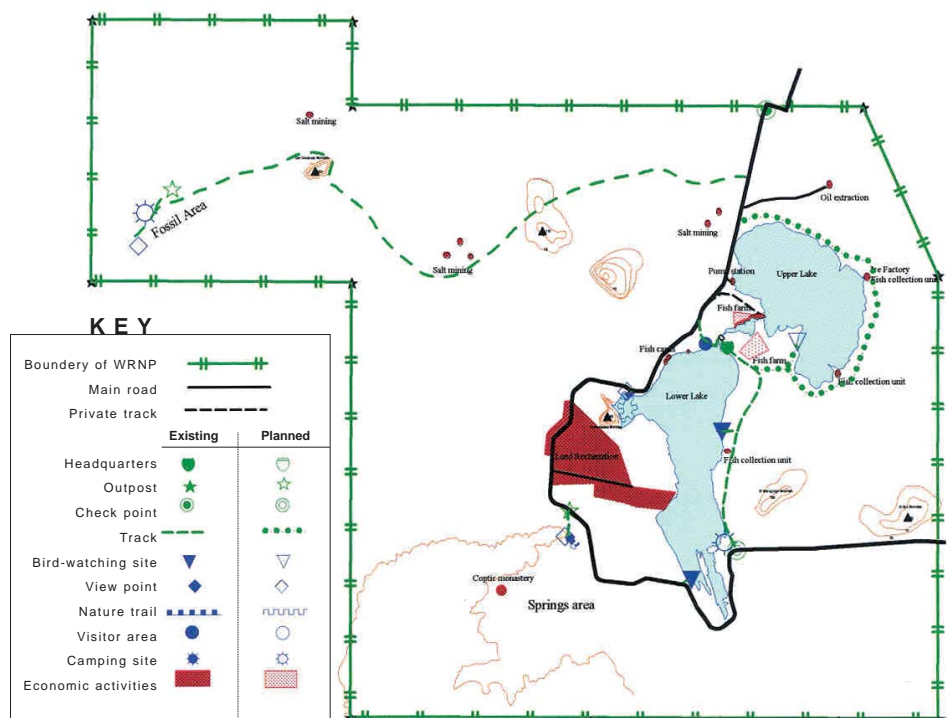 Salt mining
Fossil Area
Salt mining
Salt mining
Oil extraction
Upper Lake
Pump station
Ice Factory
Fish collection unit
Fish farm
Fish farm
Fish collection unit
Lower Lake
Land Reclamation
Fish collection unit
Coptic monastery
Springs area
KEY
Boundery of WRNP
Main road
Private track
Existing Planned
Headquarters
Outpost
Check point
Track
Bird-watching site
View point
Nature trail
Visitor area
Camping site
Economic activities